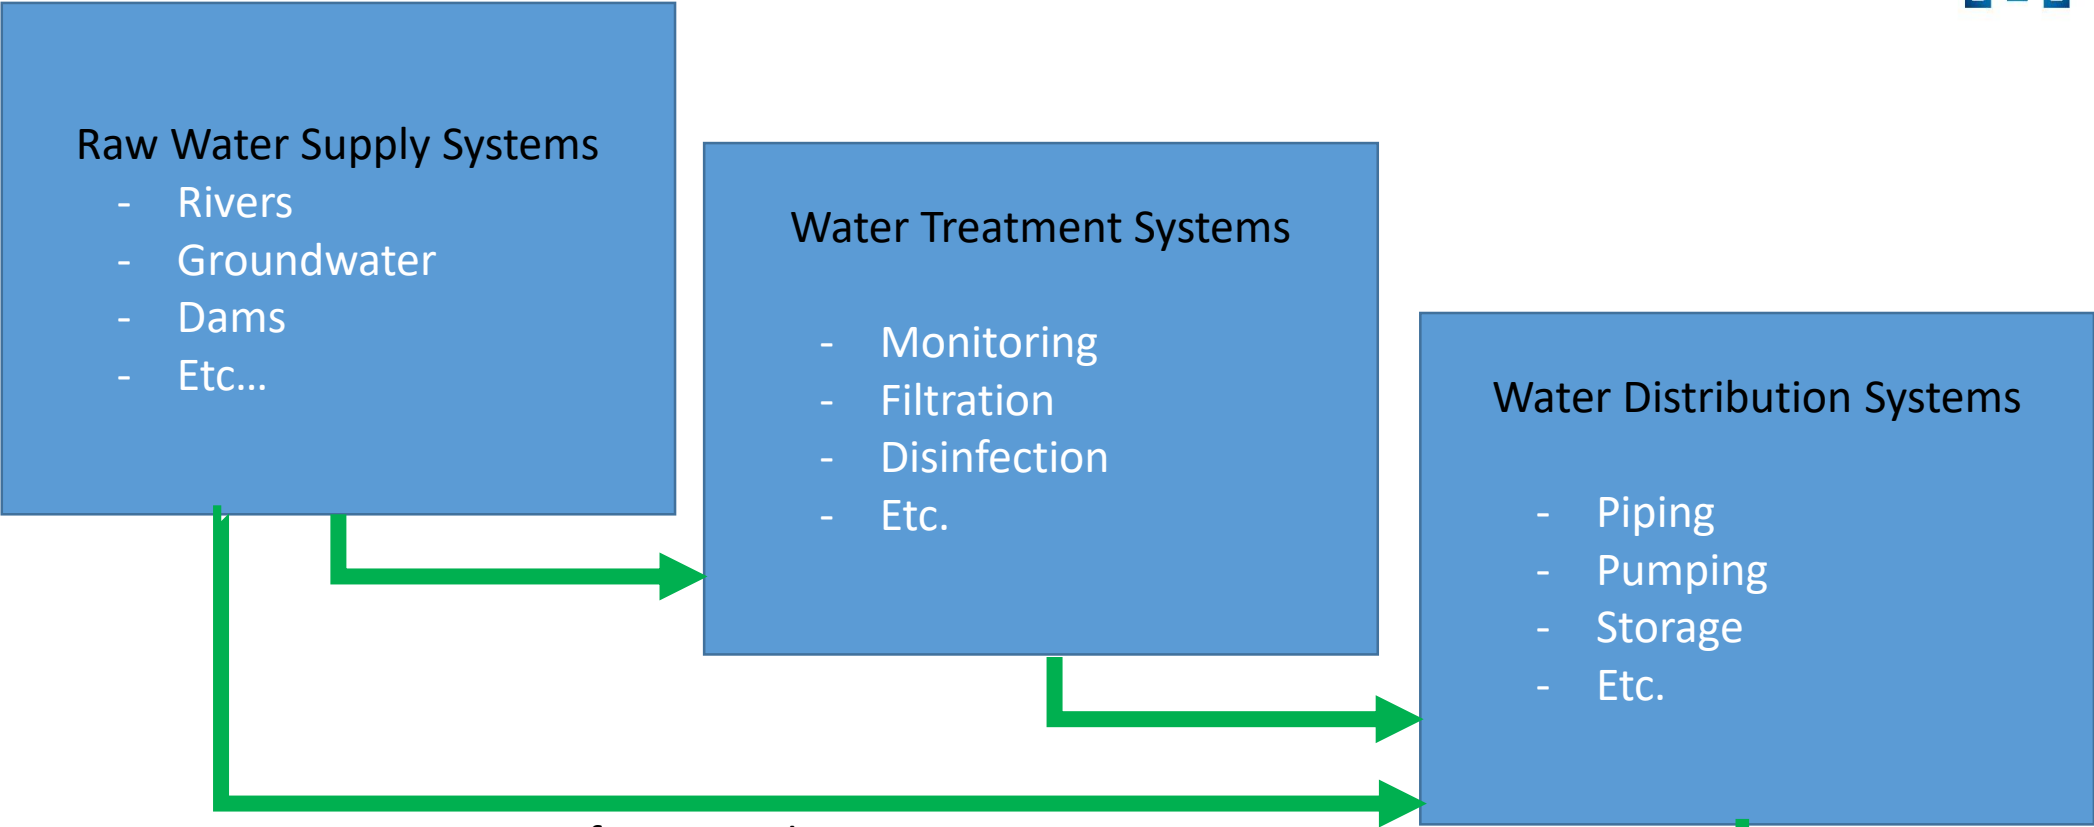 Raw Water Supply Systems
- Rivers
- Groundwater
- Dams
- Etc...
Water Treatment Systems
- Monitoring
- Filtration
- Disinfection
- Etc.
Water Distribution Systems
- Piping
- Pumping
- Storage
- Etc.